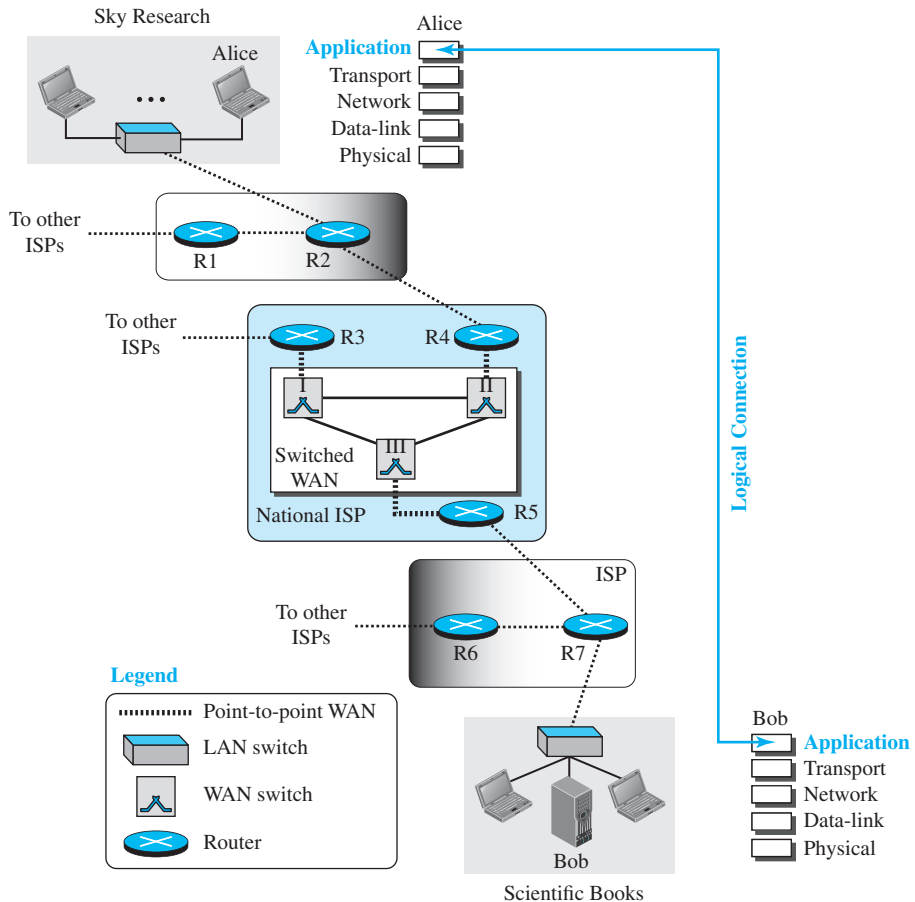 Sky Research
Alice
Alice
Application
Transport
Network
Data-link
Physical
To other
ISPs
R1
R2
To other
ISPs
R3
R4
I
II
III
Switched
WAN
National ISP
R5
Logical Connection
ISP
To other
ISPs
R6
R7
Legend
Point-to-point WAN
LAN switch
WAN switch
Router
Bob
Scientific Books
Bob
Application
Transport
Network
Data-link
Physical